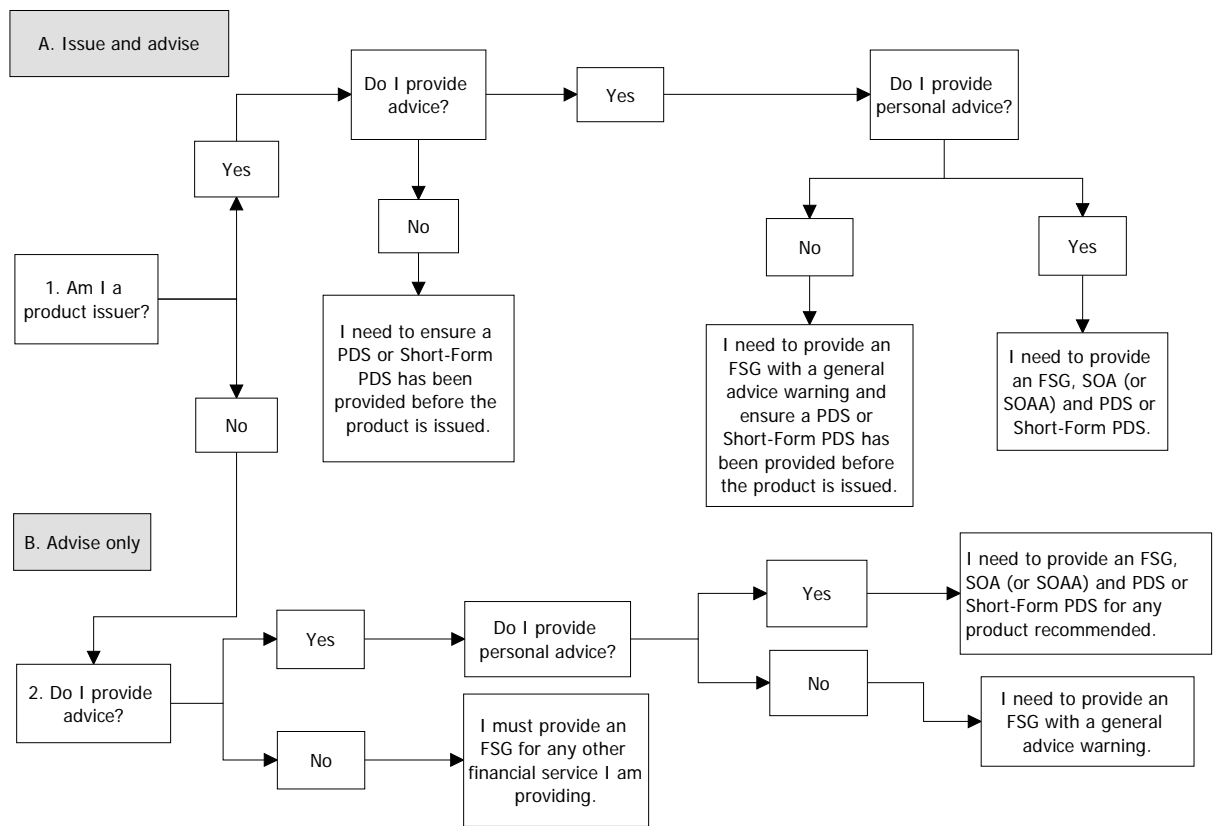 A. Issue and advise
Do I provide
advice?
Yes
Do I provide
personal advice?
Yes
No
No
Yes
1. Am I a
product issuer?
I need to ensure a
PDS or Short-Form
PDS has been
provided before the
product is issued.
I need to provide an
FSG with a general
advice warning and
ensure a PDS or
Short-Form PDS has
been provided before
the product is issued.
I need to provide
an FSG, SOA (or
SOAA) and PDS or
Short-Form PDS.
No
B. Advise only
Yes
Do I provide
personal advice?
Yes
I need to provide an FSG,
SOA (or SOAA) and PDS or
Short-Form PDS for any
product recommended.
2. Do I provide
advice?
No
I must provide an
FSG for any other
financial service I am
providing.
No
I need to provide an
FSG with a general
advice warning.